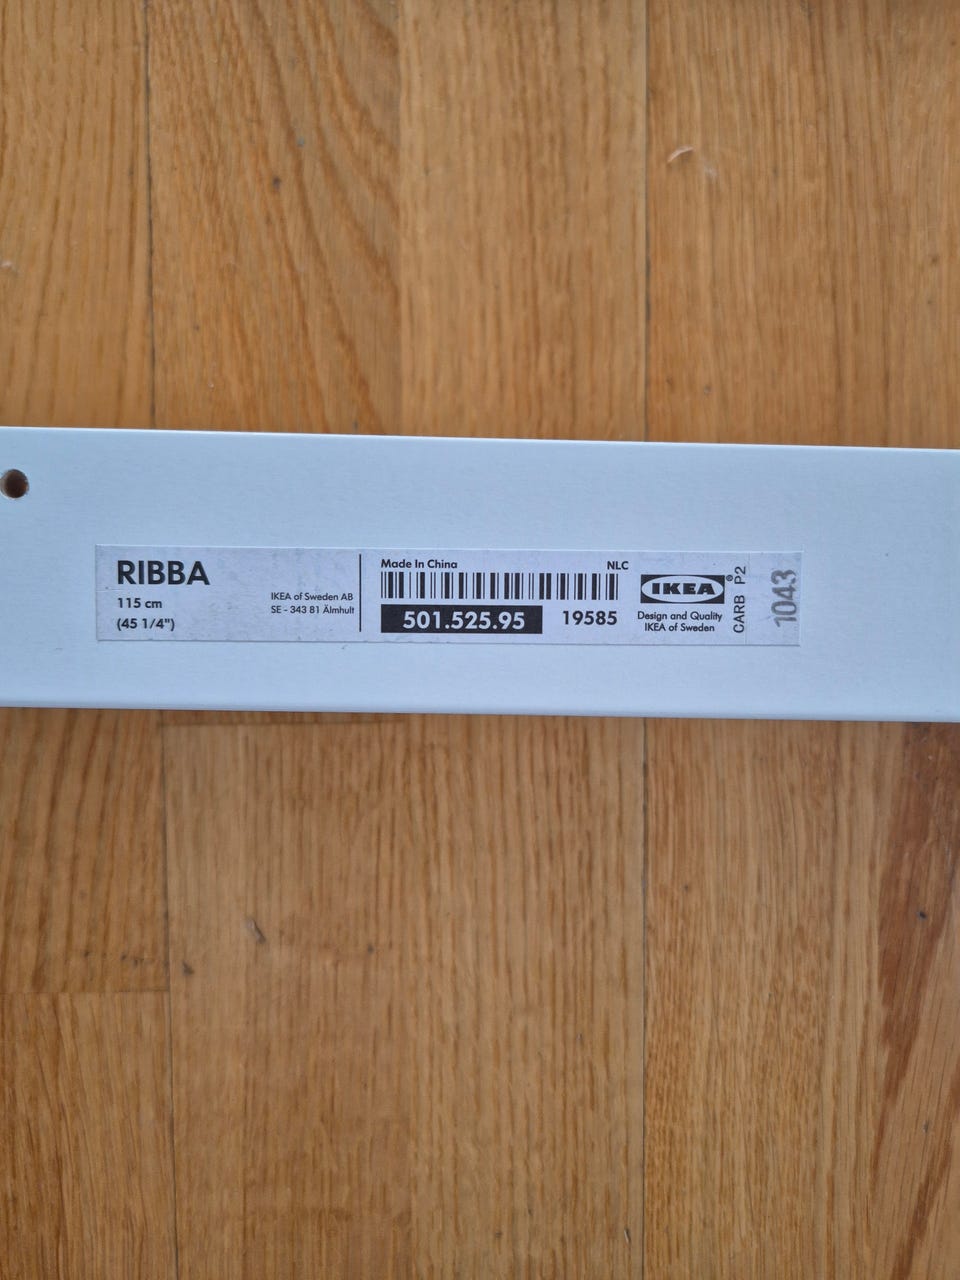 RIBBA
115 cm
(45 1/4")
IKEA of Sweden AB
SE - 343 81 Älmhult
Made In China
NLC
501.525.95
19585
IKEA®
Design and Quality
IKEA of Sweden
CARB P2
1043